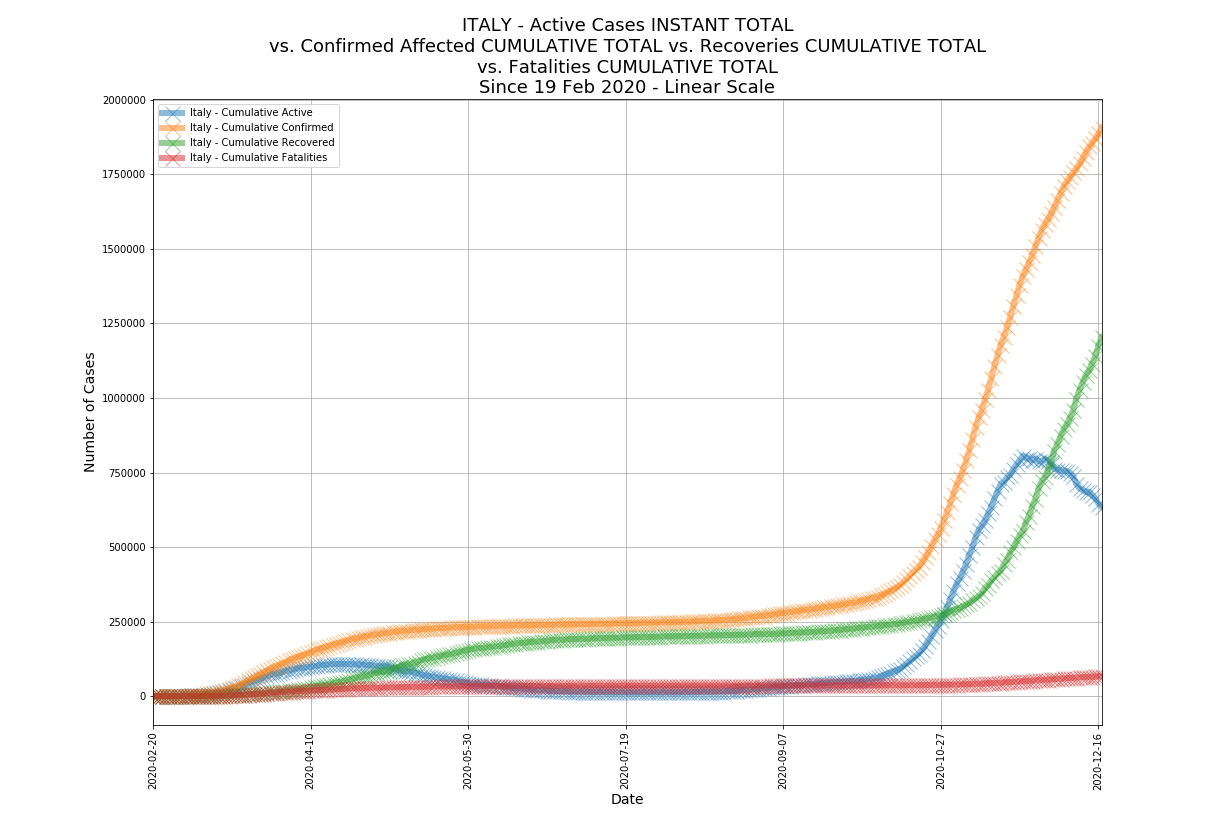 ITALY - Active Cases INSTANT TOTAL
vs. Confirmed Affected CUMULATIVE TOTAL vs. Recoveries CUMULATIVE TOTAL
vs. Fatalities CUMULATIVE TOTAL
Since 19 Feb 2020 - Linear Scale
Italy - Cumulative Active
Italy - Cumulative Confirmed
Italy - Cumulative Recovered
Italy - Cumulative Fatalities
Number of Cases
2000000
1750000
1500000
1250000
1000000
750000
500000
250000
0
2020-02-20
2020-04-10
2020-05-30
2020-07-19
2020-09-07
2020-10-27
2020-12-16
Date